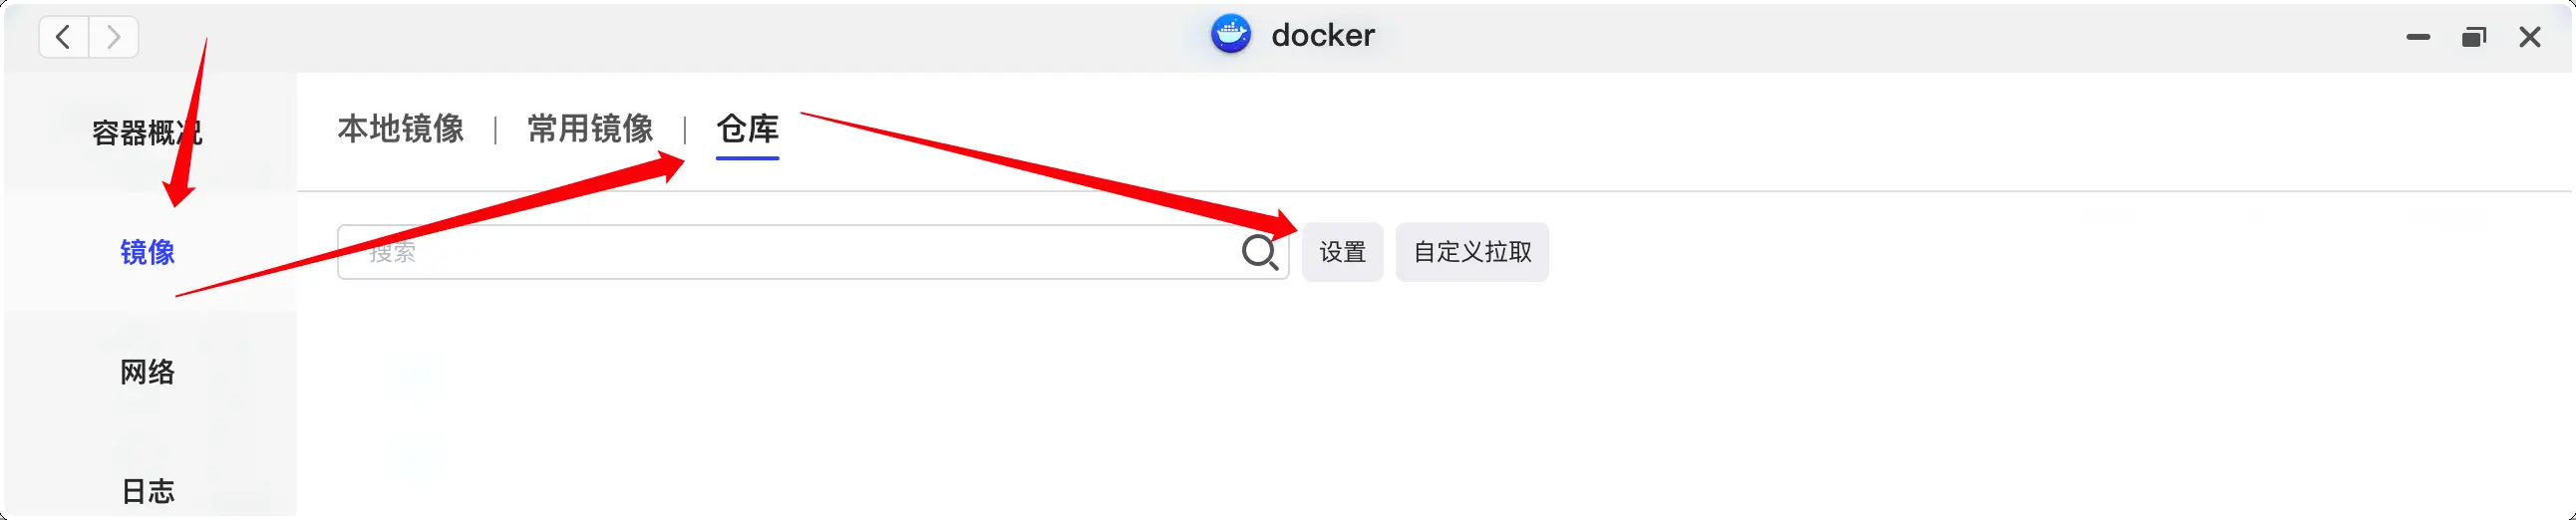 docker
容器概况
镜像
网络
日志
本地镜像 | 常用镜像 | 仓库
搜索
设置
自定义拉取